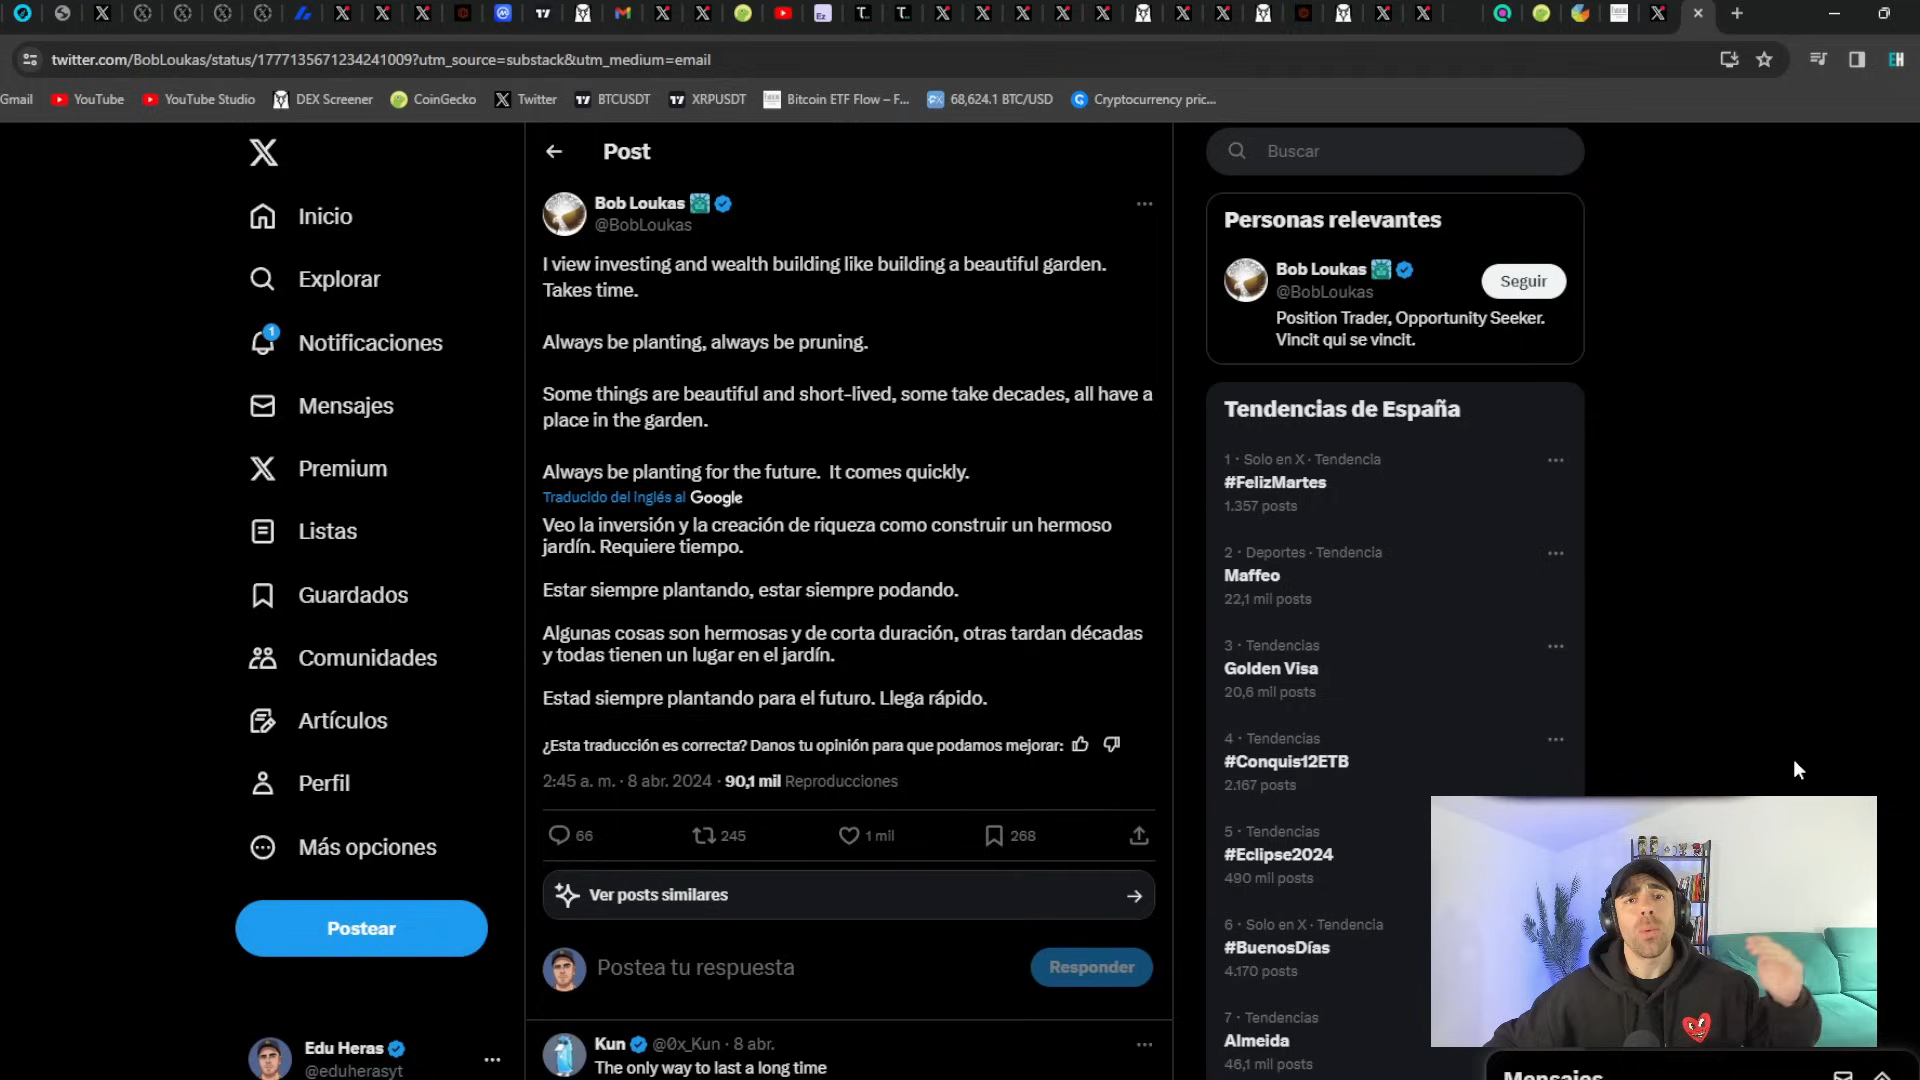 twitter.com/BobLoukas/status/1777135671234241009?utm_source=substack&utm_medium=email
Gmail
YouTube
YouTube Studio
DEX Screener
CoinGecko
Twitter
BTCUSDT
XRPUSDT
Bitcoin ETF Flow – F...
68,624.1 BTC/USD
Cryptocurrency pric...
Inicio
Explorar
1
Notificaciones
Mensajes
Premium
Listas
Guardados
Comunidades
Artículos
Perfil
Más opciones
Postear
Edu Heras
@eduherasyt
Post
Bob Loukas
@BobLoukas
I view investing and wealth building like building a beautiful garden.
Takes time.
Always be planting, always be pruning.
Some things are beautiful and short-lived, some take decades, all have a
place in the garden.
Always be planting for the future. It comes quickly.
Traducido del inglés al Google
Veo la inversión y la creación de riqueza como construir un hermoso
jardín. Requiere tiempo.
Estar siempre plantando, estar siempre podando.
Algunas cosas son hermosas y de corta duración, otras tardan décadas
y todas tienen un lugar en el jardín.
Estad siempre plantando para el futuro. Llega rápido.
¿Esta traducción es correcta? Danos tu opinión para que podamos mejorar:
2:45 a. m. · 8 abr. 2024 · 90,1 mil Reproducciones
66
245
1 mil
268
Ver posts similares
Postea tu respuesta
Responder
Kun @0x_Kun · 8 abr.
The only way to last a long time
Buscar
Personas relevantes
Bob Loukas
@BobLoukas
Seguir
Position Trader, Opportunity Seeker.
Vincit qui se vincit.
Tendencias de España
1 · Solo en X · Tendencia
#FelizMartes
1.357 posts
2 · Deportes · Tendencia
Maffeo
22,1 mil posts
3 · Tendencias
Golden Visa
20,6 mil posts
4 · Tendencias
#Conquis12ETB
2.167 posts
5 · Tendencias
#Eclipse2024
490 mil posts
6 · Solo en X · Tendencia
#BuenosDías
4.170 posts
7 · Tendencias
Almeida
46,1 mil posts
Mensajes